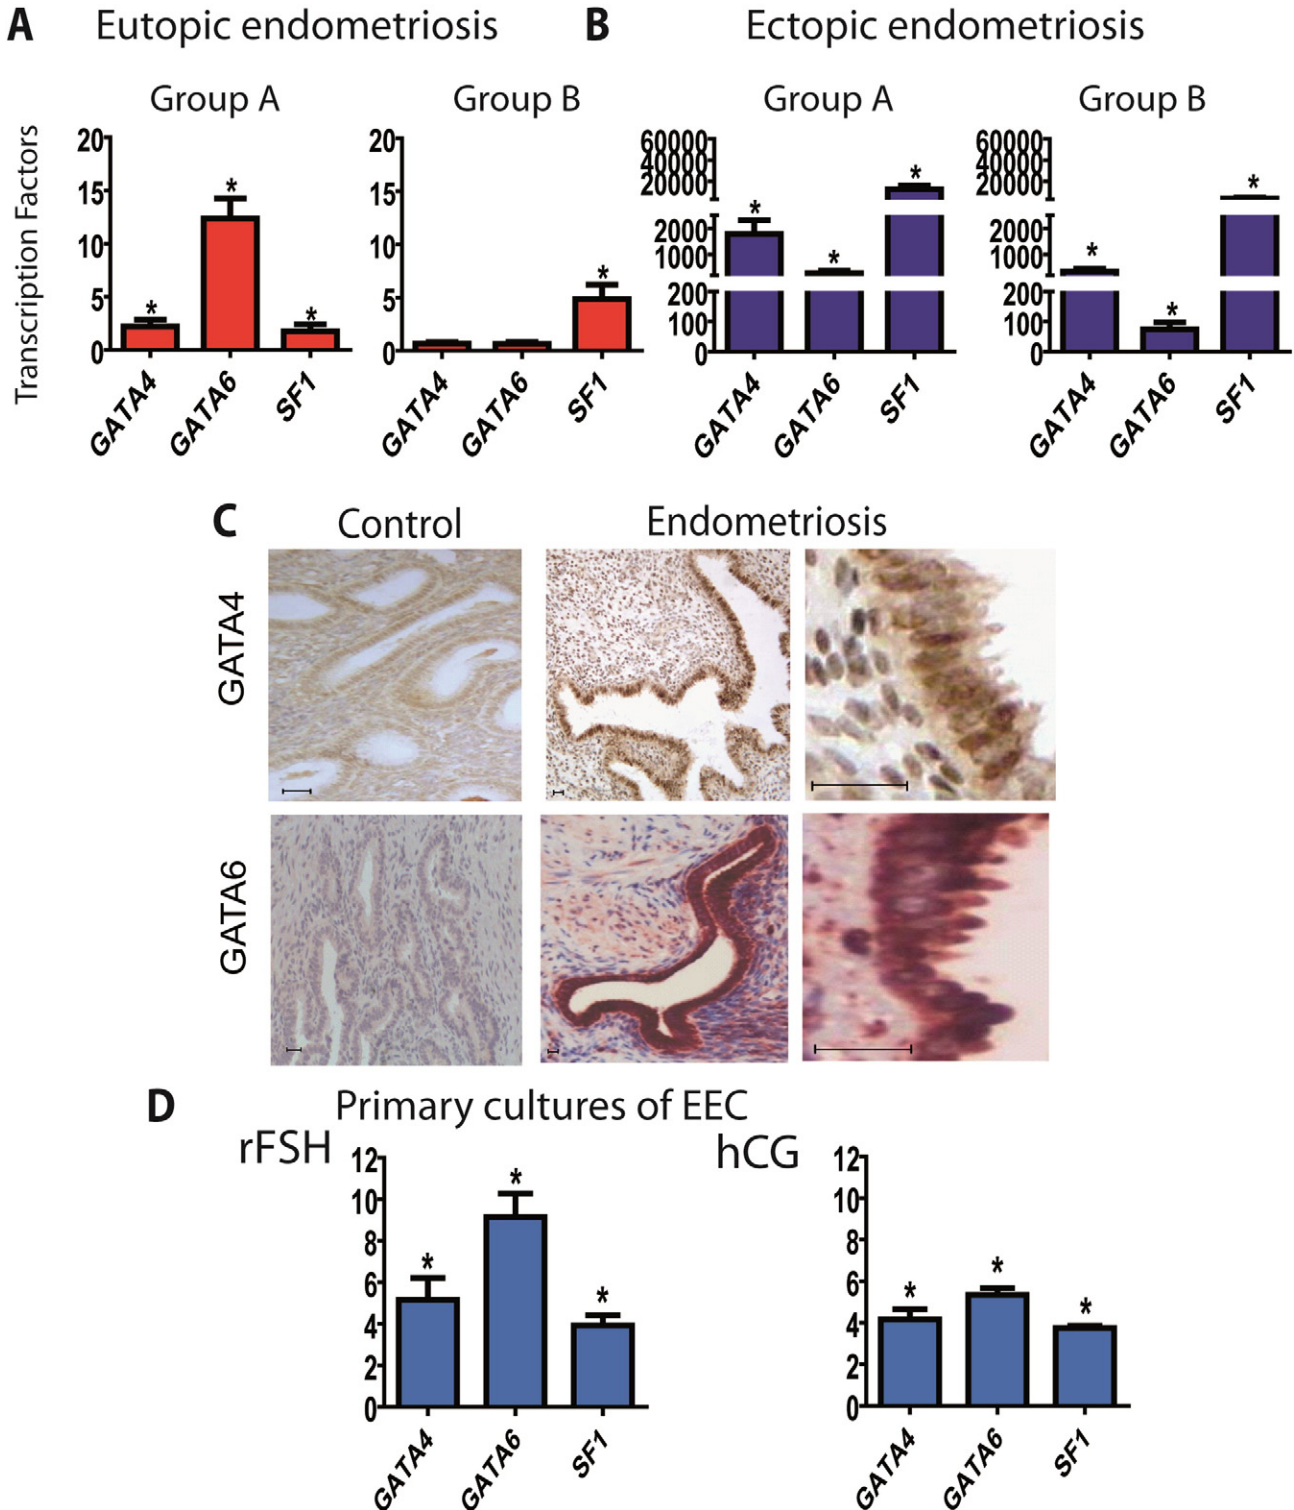 A Eutopic endometriosis B Ectopic endometriosis
Group A Group B Group A Group B
Transcription Factors
20
15
10
5
0
GATA4 GATA6 SF1
* * *
20
15
10
5
0
GATA4 GATA6 SF1
*
60000
40000
20000
2000
1000
200
100
0
GATA4 GATA6 SF1
* * *
60000
40000
20000
2000
1000
200
100
0
GATA4 GATA6 SF1
* * *
C Control Endometriosis
GATA4
GATA6
D Primary cultures of EEC
rFSH hCG
12
10
8
6
4
2
0
GATA4 GATA6 SF1
* * *
12
10
8
6
4
2
0
GATA4 GATA6 SF1
* * *